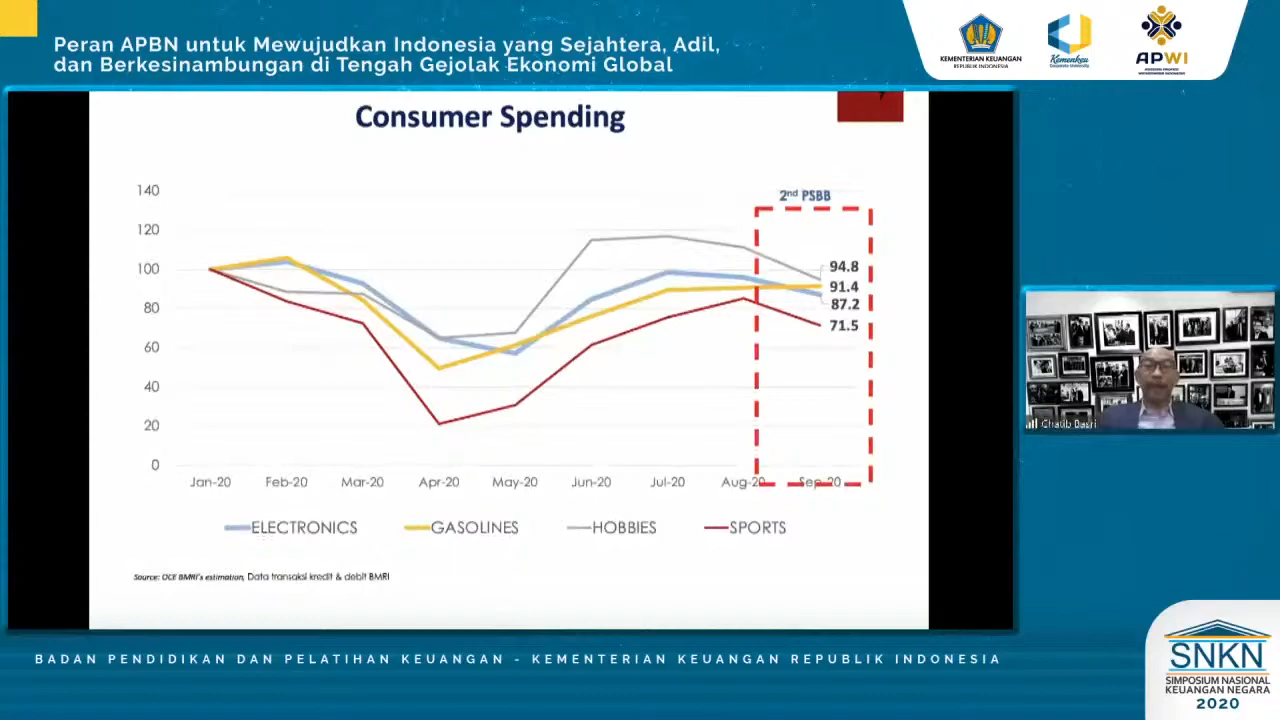 Peran APBN untuk Mewujudkan Indonesia yang Sejahtera, Adil,
dan Berkesinambungan di Tengah Gejolak Ekonomi Global
KEMENTERIAN KEUANGAN
REPUBLIK INDONESIA
Kemenkeu
Corporate University
APWI
Consumer Spending
2nd PSBB
140
120
100
80
60
40
20
0
94.8
91.4
87.2
71.5
Jan-20 Feb-20 Mar-20 Apr-20 May-20 Jun-20 Jul-20 Aug-20 Sep-20
ELECTRONICS GASOLINES HOBBIES SPORTS
Source: OCE BMRI's estimation, Data transaksi kredit & debit BMRI
Chatib Basri
BADAN PENDIDIKAN DAN PELATIHAN KEUANGAN - KEMENTERIAN KEUANGAN REPUBLIK INDONESIA
SNKN
SIMPOSIUM NASIONAL
KEUANGAN NEGARA
2020